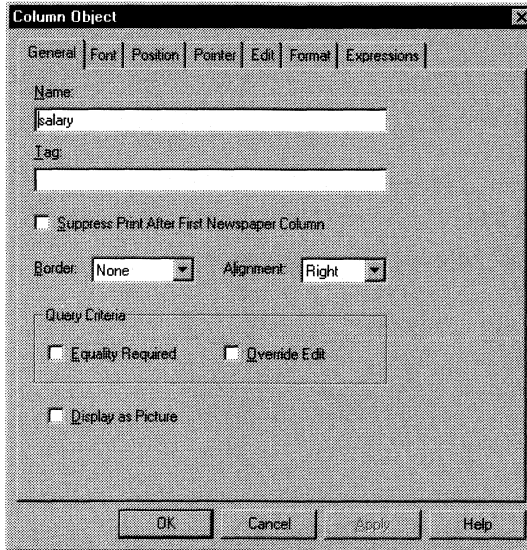 Column Object
General Font Position Pointer Edit Format Expressions
Name:
salary
Tag:
Suppress Print After First Newspaper Column
Border: None Alignment: Right
Query Criteria
Equality Required Override Edit
Display as Picture
OK Cancel Apply Help